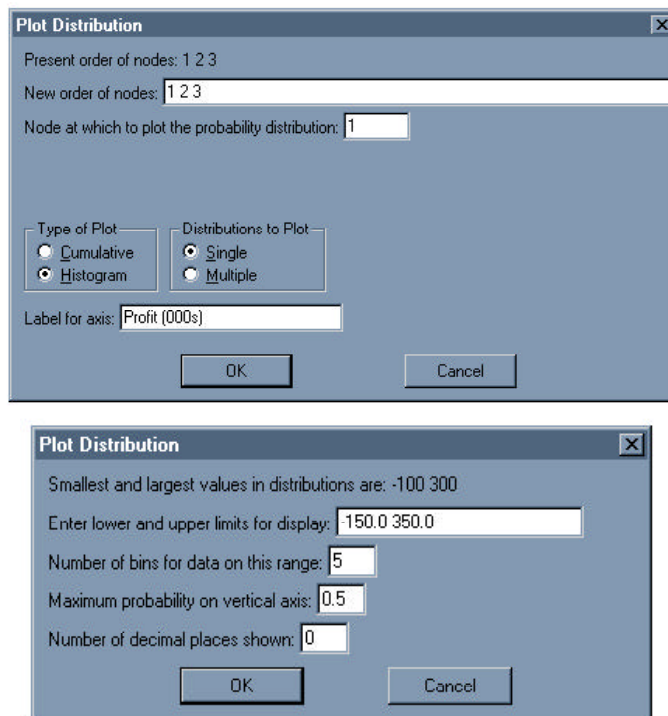 Plot Distribution
Present order of nodes: 1 2 3
New order of nodes: 1 2 3
Node at which to plot the probability distribution: 1
Type of Plot
Distributions to Plot
Cumulative
Single
Histogram
Multiple
Label for axis: Profit (000s)
OK
Cancel
Plot Distribution
Smallest and largest values in distributions are: -100 300
Enter lower and upper limits for display: -150.0 350.0
Number of bins for data on this range: 5
Maximum probability on vertical axis: 0.5
Number of decimal places shown: 0
OK
Cancel